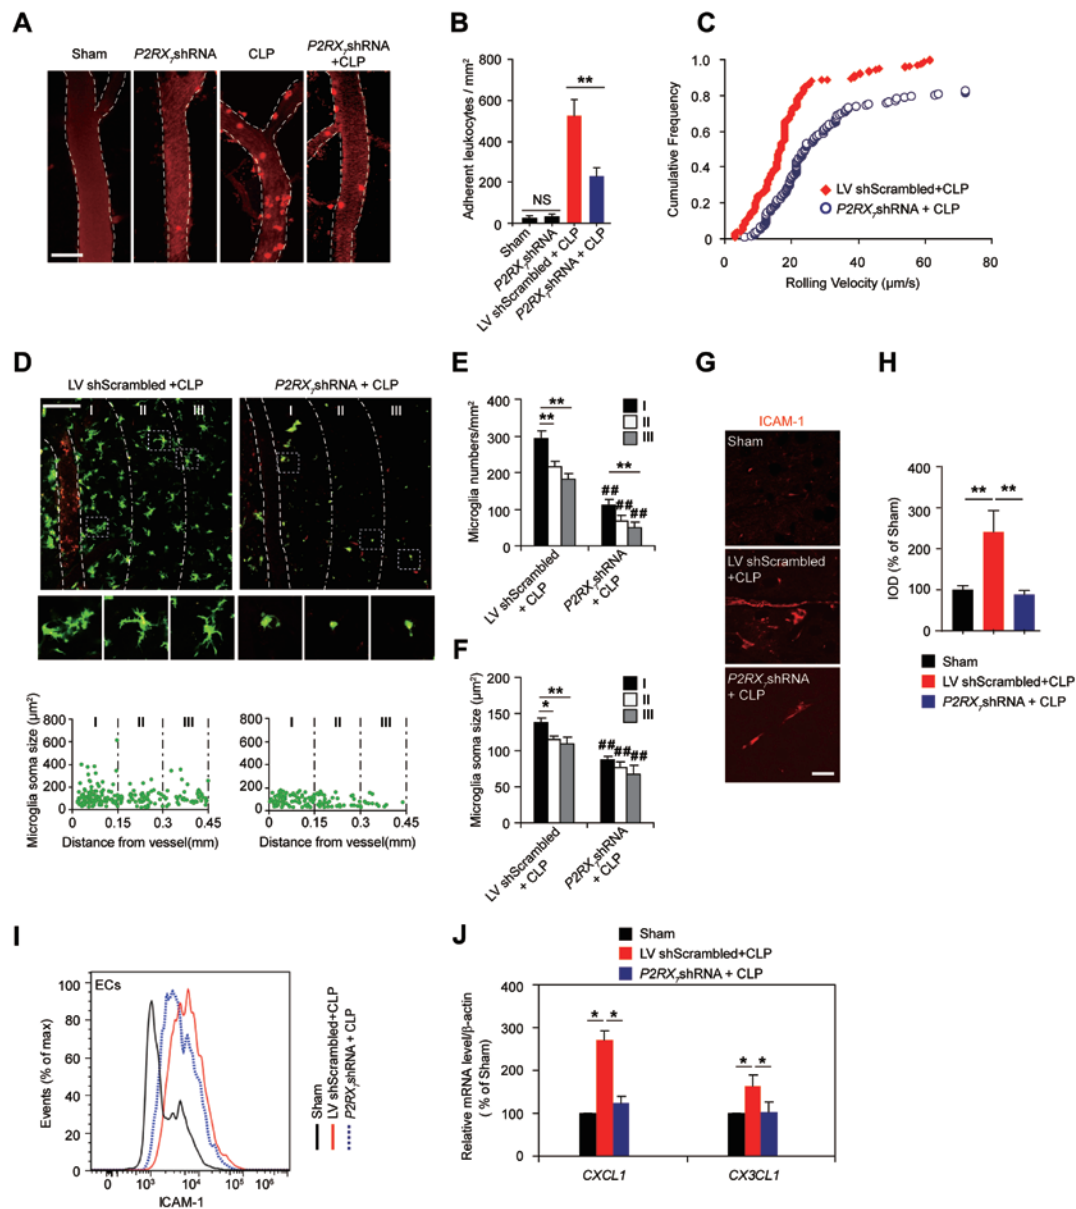 A
Sham
P2RX7shRNA
CLP
P2RX7shRNA
+CLP
B
Adherent leukocytes / mm²
800
600
400
200
0
**
NS
Sham
P2RX7shRNA
LV shScrambled + CLP
P2RX7shRNA + CLP
C
Cumulative Frequency
1.0
0.8
0.6
0.4
0.2
0
0 20 40 60 80
Rolling Velocity (µm/s)
LV shScrambled+CLP
P2RX7shRNA + CLP
D
LV shScrambled +CLP
P2RX7shRNA + CLP
I II III
I II III
Microglia soma size (µm²)
800
600
400
200
0
I II III
0 0.15 0.3 0.45
Distance from vessel(mm)
800
600
400
200
0
I II III
0 0.15 0.3 0.45
Distance from vessel(mm)
E
Microglia numbers/mm²
400
300
200
100
0
**
**
**
## ## ##
I
II
III
LV shScrambled
+ CLP
P2RX7shRNA
+ CLP
F
Microglia soma size (µm²)
200
150
100
50
0
**
*
## ## ##
I
II
III
LV shScrambled
+ CLP
P2RX7shRNA
+ CLP
G
ICAM-1
Sham
LV shScrambled
+CLP
P2RX7shRNA
+ CLP
H
IOD (% of Sham)
400
300
200
100
0
** **
Sham
LV shScrambled+CLP
P2RX7shRNA + CLP
I
ECs
Events (% of max)
100
80
60
40
20
0
0 10³ 10⁴ 10⁵ 10⁶
ICAM-1
Sham
LV shScrambled+CLP
P2RX7shRNA + CLP
J
Sham
LV shScrambled+CLP
P2RX7shRNA + CLP
Relative mRNA level/β-actin
( % of Sham)
400
300
200
100
0
* *
* *
CXCL1 CX3CL1